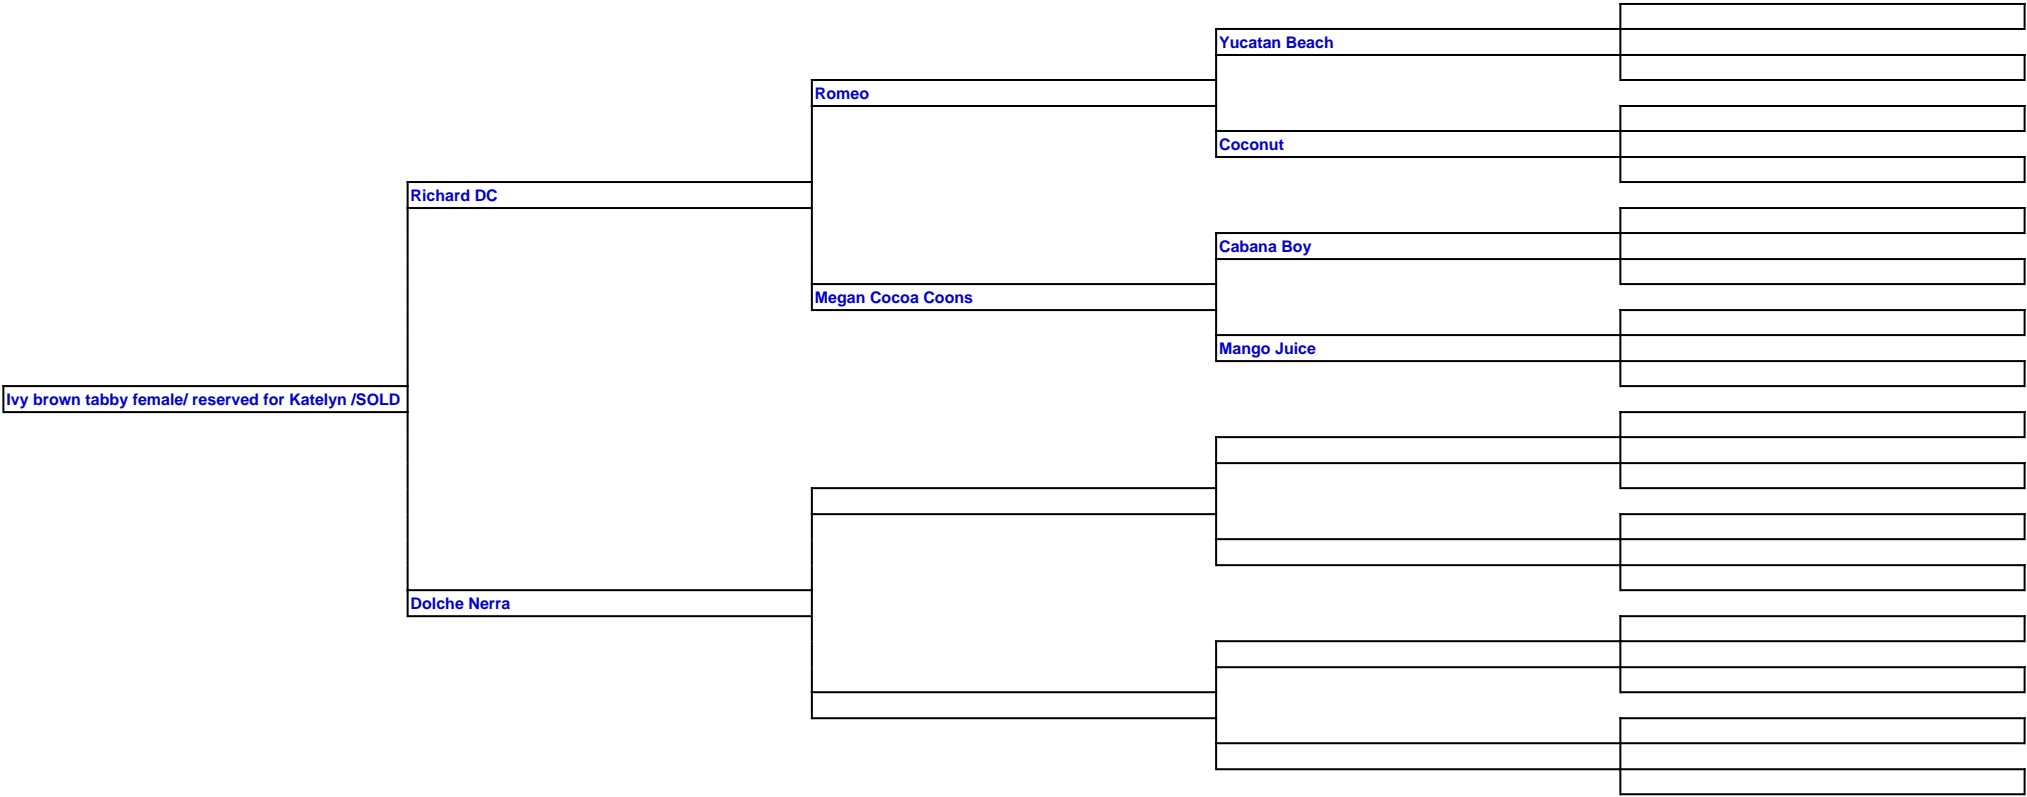 Yucatan Beach
Romeo
Coconut
Richard DC
Cabana Boy
Megan Cocoa Coons
Mango Juice
Ivy brown tabby female/ reserved for Katelyn /SOLD
Dolche Nerra